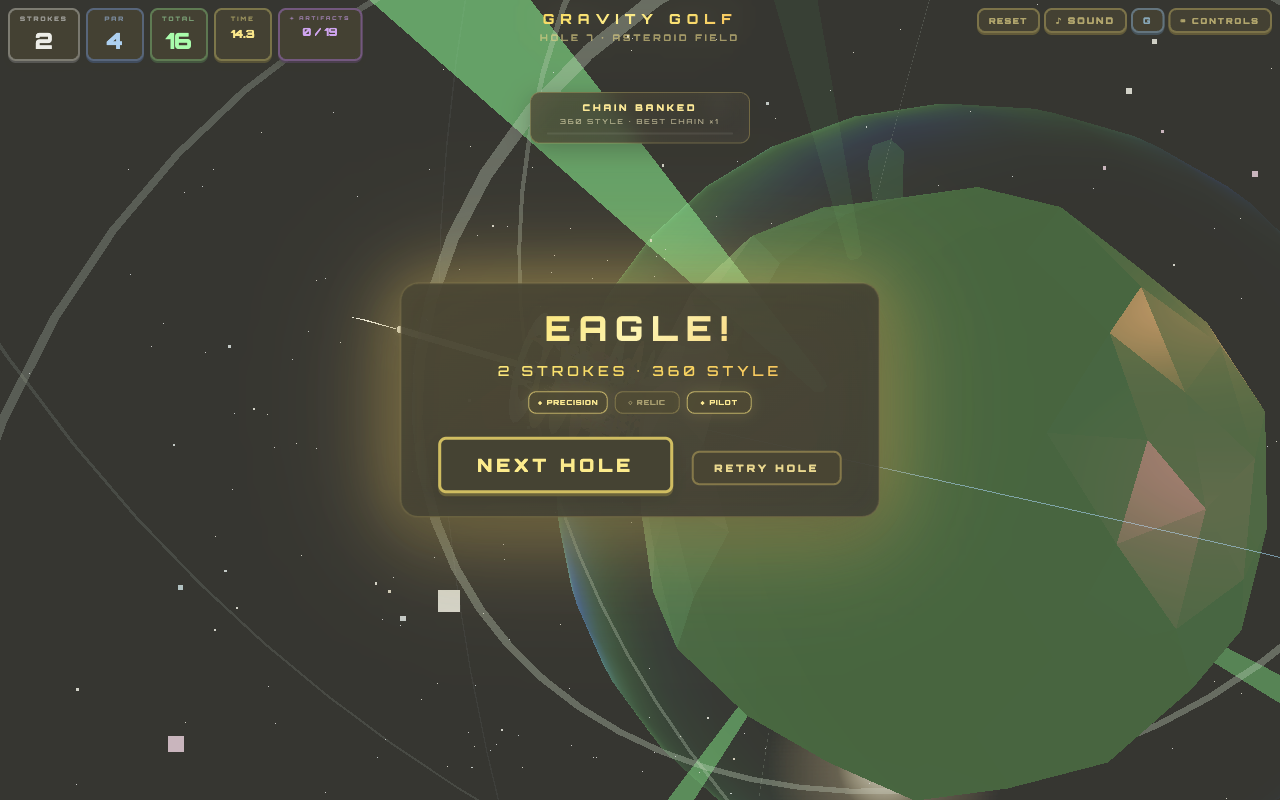 STROKES
2
PAR
4
TOTAL
16
TIME
14.3
ARTIFACTS
0 / 19
GRAVITY GOLF
HOLE 7 · ASTEROID FIELD
RESET
♪ SOUND
G
CONTROLS
CHAIN BANKED
360 STYLE · BEST CHAIN ×1
EAGLE!
2 STROKES · 360 STYLE
PRECISION
RELIC
PILOT
NEXT HOLE
RETRY HOLE